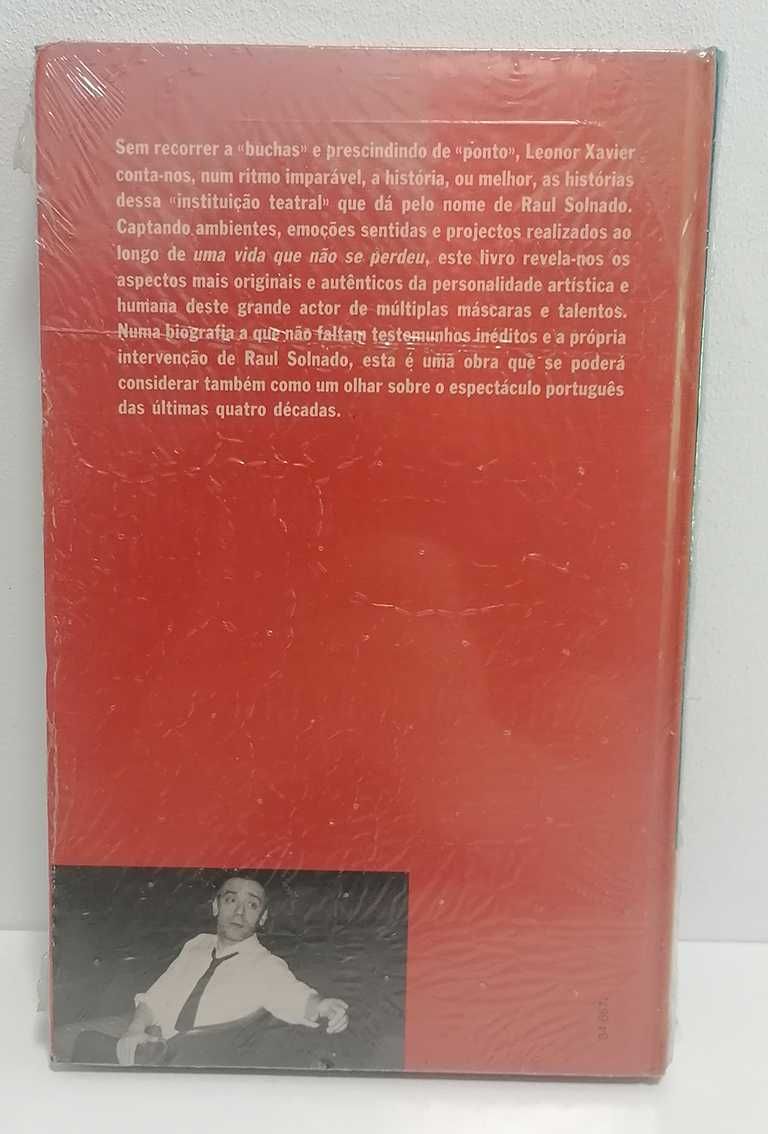 Sem recorrer a «buchas» e prescindindo de «ponto», Leonor Xavier
conta-nos, num ritmo imparável, a história, ou melhor, as histórias
dessa «instituição teatral» que dá pelo nome de Raul Solnado.
Captando ambientes, emoções sentidas e projectos realizados ao
longo de uma vida que não se perdeu, este livro revela-nos os
aspectos mais originais e autênticos da personalidade artística e
humana deste grande actor de múltiplas máscaras e talentos.
Numa biografia a que não faltam testemunhos inéditos e a própria
intervenção de Raul Solnado, esta é uma obra que se poderá
considerar também como um olhar sobre o espectáculo português
das últimas quatro décadas.